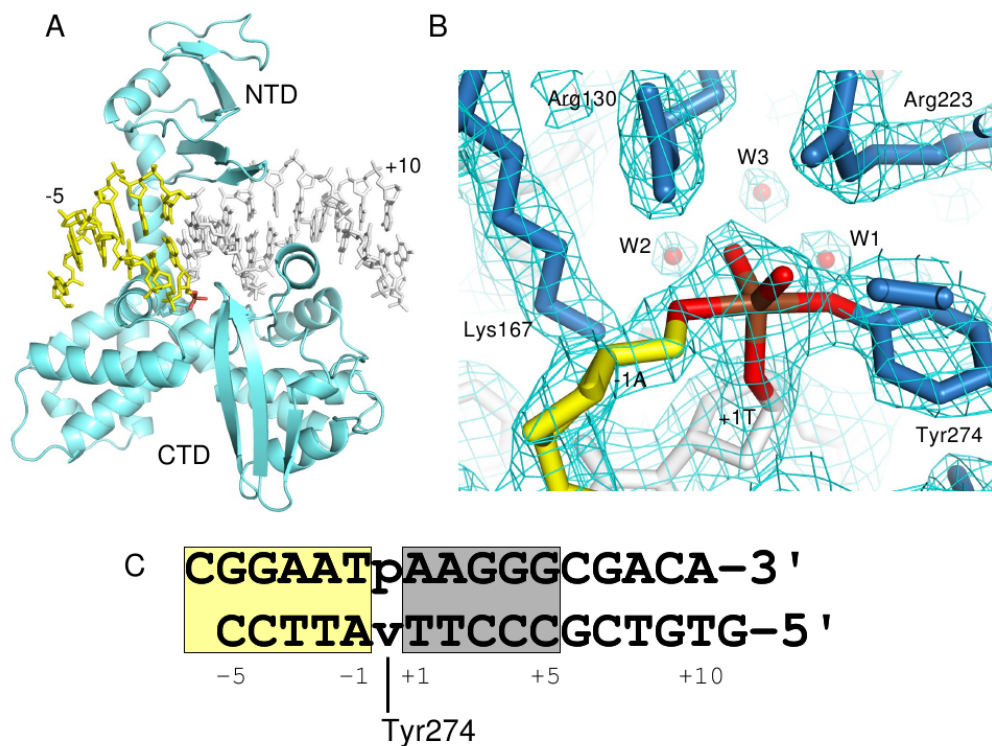 A
NTD
+10
-5
CTD
B
Arg130
Arg223
W3
W2
W1
Lys167
-1A
+1T
Tyr274
C
CGGAATpAAGGGCGACA-3'
CCTTAvTTCCCGCTGTG-5'
-5 -1 +1 +5 +10
Tyr274